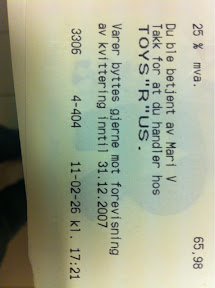 25 % mva. 65,98
Du ble betjent av Mari V
Takk for at du handler hos
TOYS"R"US.
Varer byttes gjerne mot forevisning
av kvittering inntil 31.12.2007
3306 4-404 11-02-26 kl. 17:21